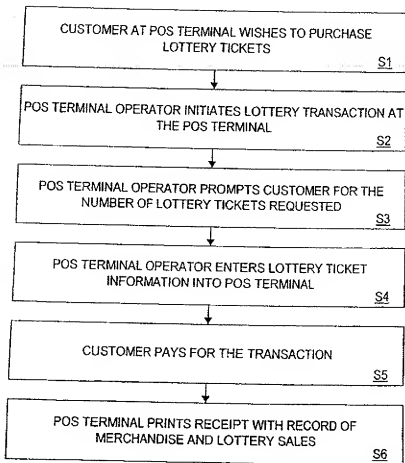 CUSTOMER AT POS TERMINAL WISHES TO PURCHASE
LOTTERY TICKETS
S1
POS TERMINAL OPERATOR INITIATES LOTTERY TRANSACTION AT
THE POS TERMINAL
S2
POS TERMINAL OPERATOR PROMPTS CUSTOMER FOR THE
NUMBER OF LOTTERY TICKETS REQUESTED
S3
POS TERMINAL OPERATOR ENTERS LOTTERY TICKET
INFORMATION INTO POS TERMINAL
S4
CUSTOMER PAYS FOR THE TRANSACTION
S5
POS TERMINAL PRINTS RECEIPT WITH RECORD OF
MERCHANDISE AND LOTTERY SALES
S6